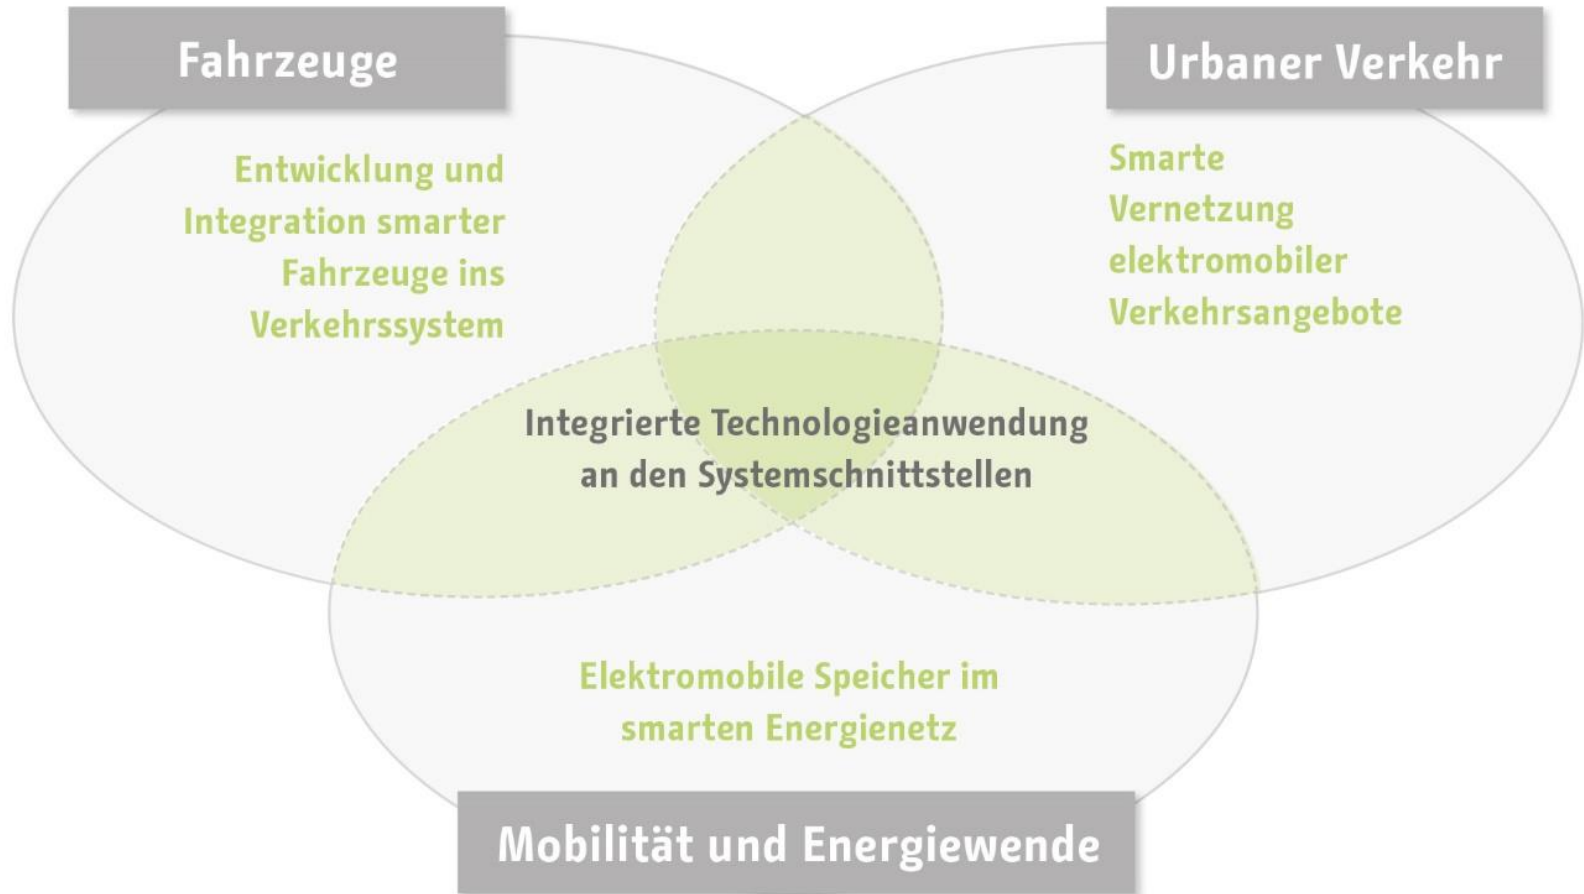 Fahrzeuge
Entwicklung und
Integration smarter
Fahrzeuge ins
Verkehrssystem
Urbaner Verkehr
Smarte
Vernetzung
elektromobiler
Verkehrsangebote
Integrierte Technologieanwendung
an den Systemschnittstellen
Elektromobile Speicher im
smarten Energienetz
Mobilität und Energiewende